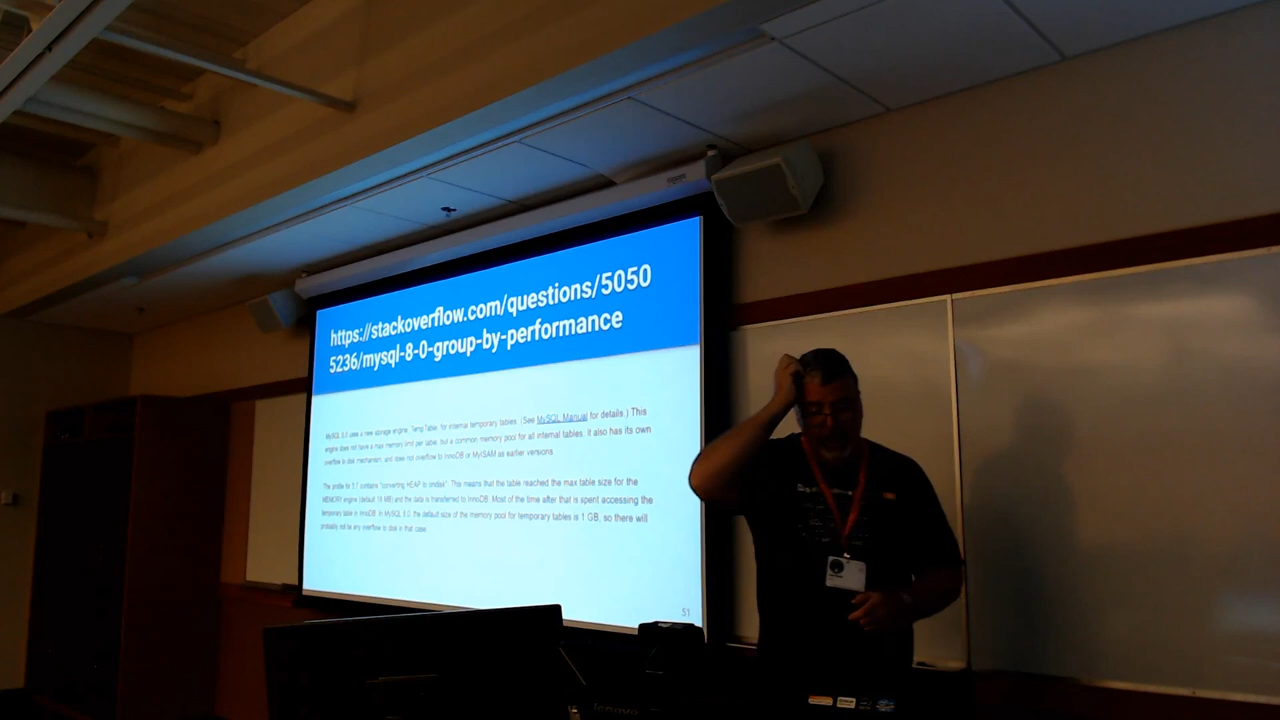 https://stackoverflow.com/questions/5050
5236/mysql-8-0-group-by-performance
MySQL 8.0 uses a new storage engine, TempTable, for internal temporary tables. (See MySQL Manual for details.) This
engine does not have a max memory limit per table, but a common memory pool for all internal tables. It also has its own
overflow to disk mechanism, and does not overflow to InnoDB or MyISAM as earlier versions.
The profile for 5.7 contains "converting HEAP to ondisk". This means that the table reached the max table size for the
MEMORY engine (default 16 MB) and the data is transferred to InnoDB. Most of the time after that is spent accessing the
temporary table in InnoDB. In MySQL 8.0, the default size of the memory pool for temporary tables is 1 GB, so there will
probably not be any overflow to disk in that case.
51
lenovo